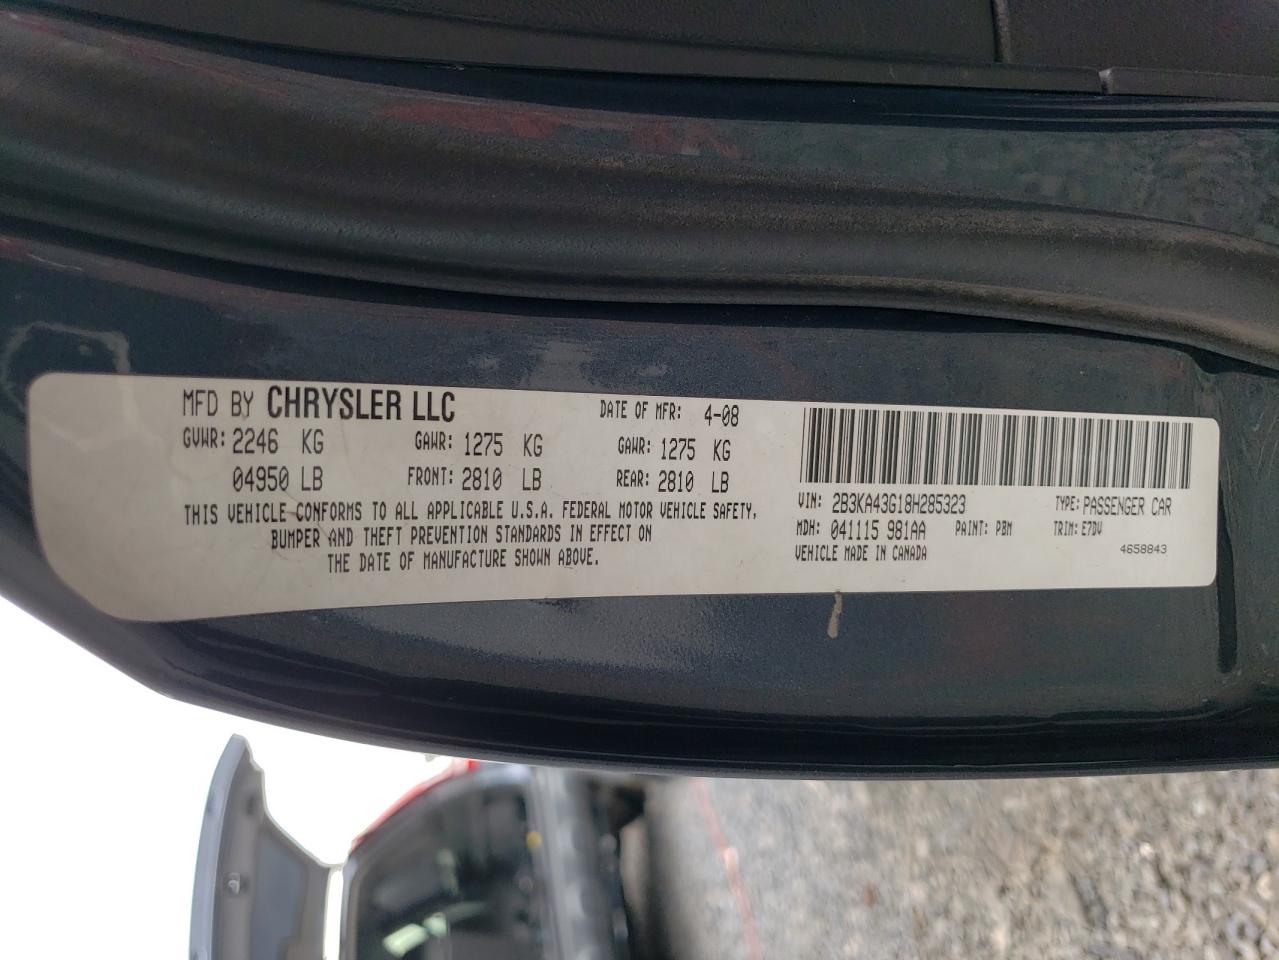 MFD BY CHRYSLER LLC DATE OF MFR: 4-08
GVWR: 2246 KG GAWR: 1275 KG GAWR: 1275 KG
04950 LB FRONT: 2810 LB REAR: 2810 LB
THIS VEHICLE CONFORMS TO ALL APPLICABLE U.S.A. FEDERAL MOTOR VEHICLE SAFETY,
BUMPER AND THEFT PREVENTION STANDARDS IN EFFECT ON
THE DATE OF MANUFACTURE SHOWN ABOVE.
VIN: 2B3KA43G18H285323 TYPE: PASSENGER CAR
MDH: 041115 981AA PAINT: PBM TRIM: E7DV
VEHICLE MADE IN CANADA 4658843